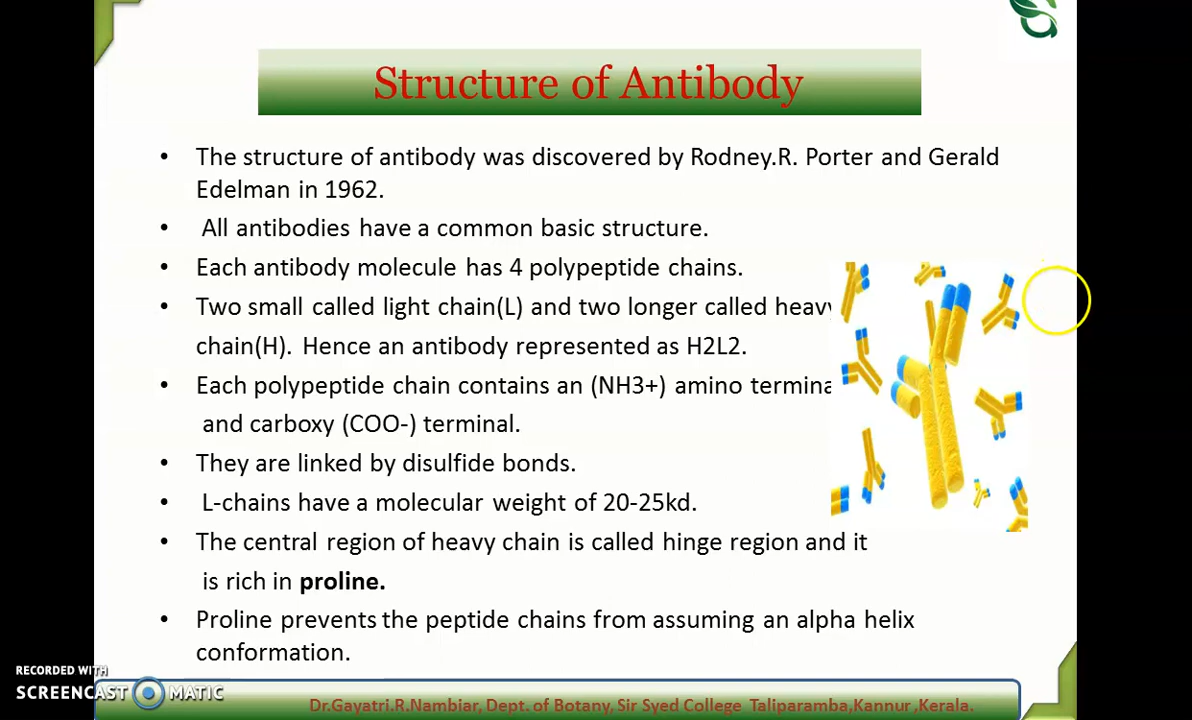 Structure of Antibody
• The structure of antibody was discovered by Rodney.R. Porter and Gerald
Edelman in 1962.
• All antibodies have a common basic structure.
• Each antibody molecule has 4 polypeptide chains.
• Two small called light chain(L) and two longer called heavy
chain(H). Hence an antibody represented as H2L2.
• Each polypeptide chain contains an (NH3+) amino termina
and carboxy (COO-) terminal.
• They are linked by disulfide bonds.
• L-chains have a molecular weight of 20-25kd.
• The central region of heavy chain is called hinge region and it
is rich in proline.
• Proline prevents the peptide chains from assuming an alpha helix
conformation.
RECORDED WITH
SCREENCAST MATIC
Dr.Gayatri.R.Nambiar, Dept. of Botany, Sir Syed College Taliparamba,Kannur ,Kerala.